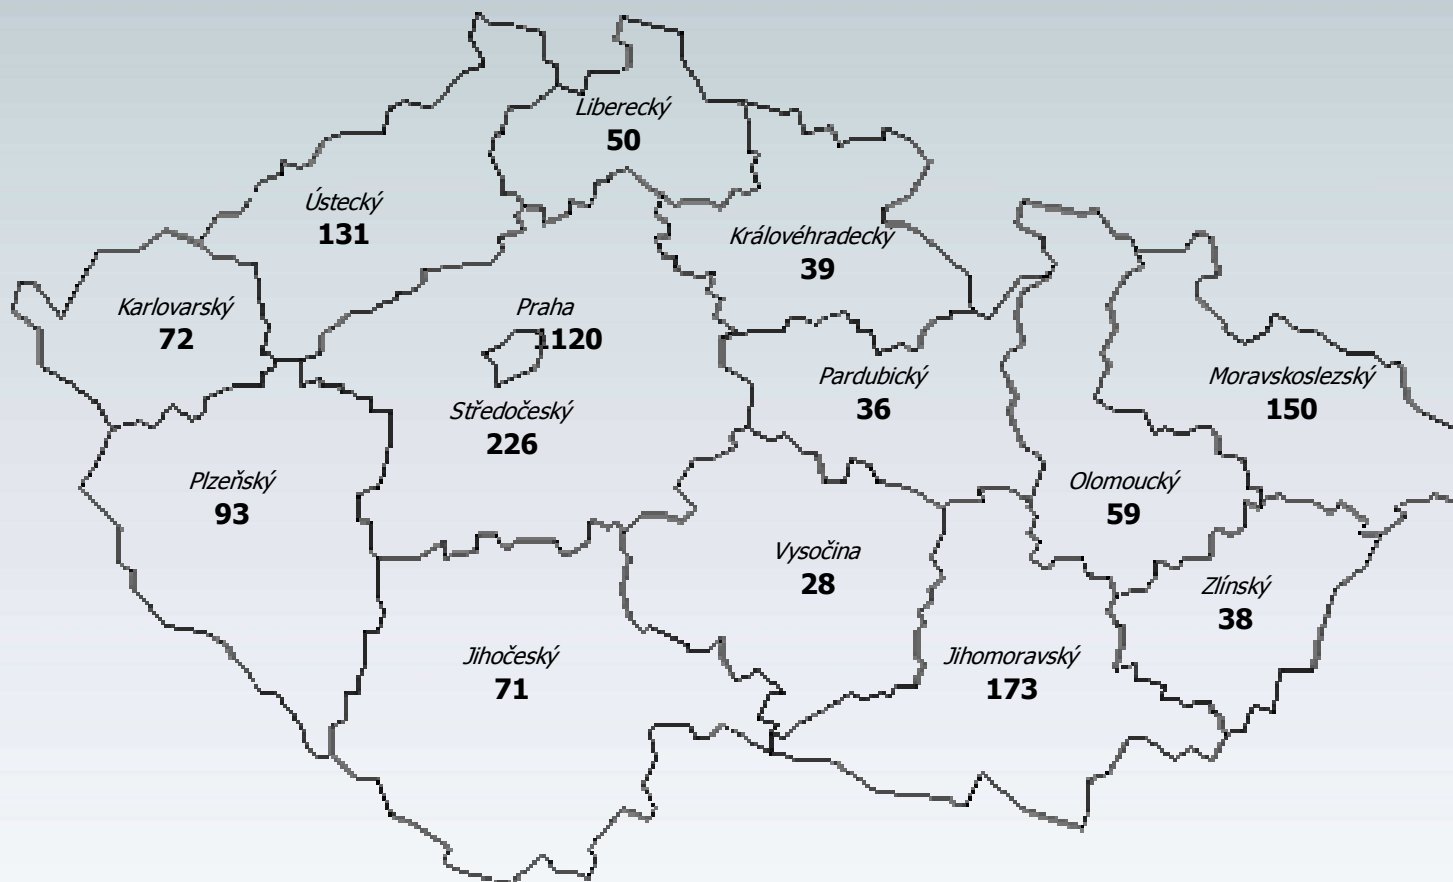 Liberecký
50
Ústecký
131
Královéhradecký
39
Karlovarský
72
Praha
1120
Pardubický
36
Moravskoslezský
150
Středočeský
226
Plzeňský
93
Olomoucký
59
Vysočina
28
Zlínský
38
Jihočeský
71
Jihomoravský
173